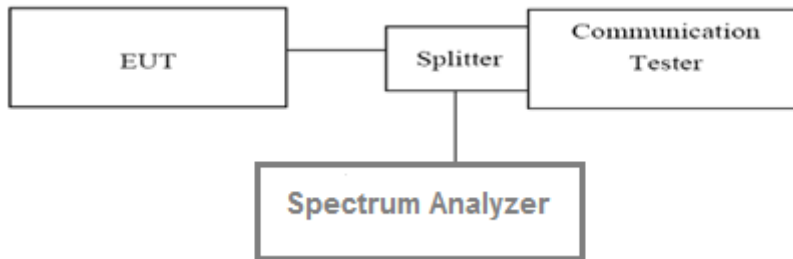 EUT
Splitter
Communication
Tester
Spectrum Analyzer